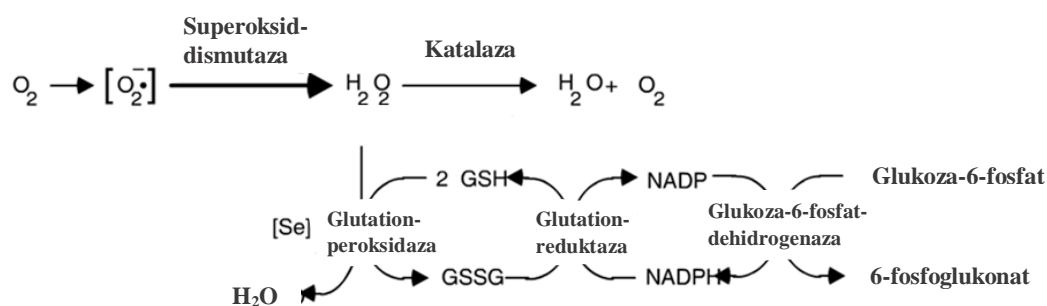 Superoksid-
dismutaza
Katalaza
O₂ [O₂•⁻] H₂O₂ H₂O + O₂
2 GSH NADP Glukoza-6-fosfat
[Se] Glutation-
peroksidaza
Glutation-
reduktaza
Glukoza-6-fosfat-
dehidrogenaza
H₂O GSSG NADPH 6-fosfoglukonat